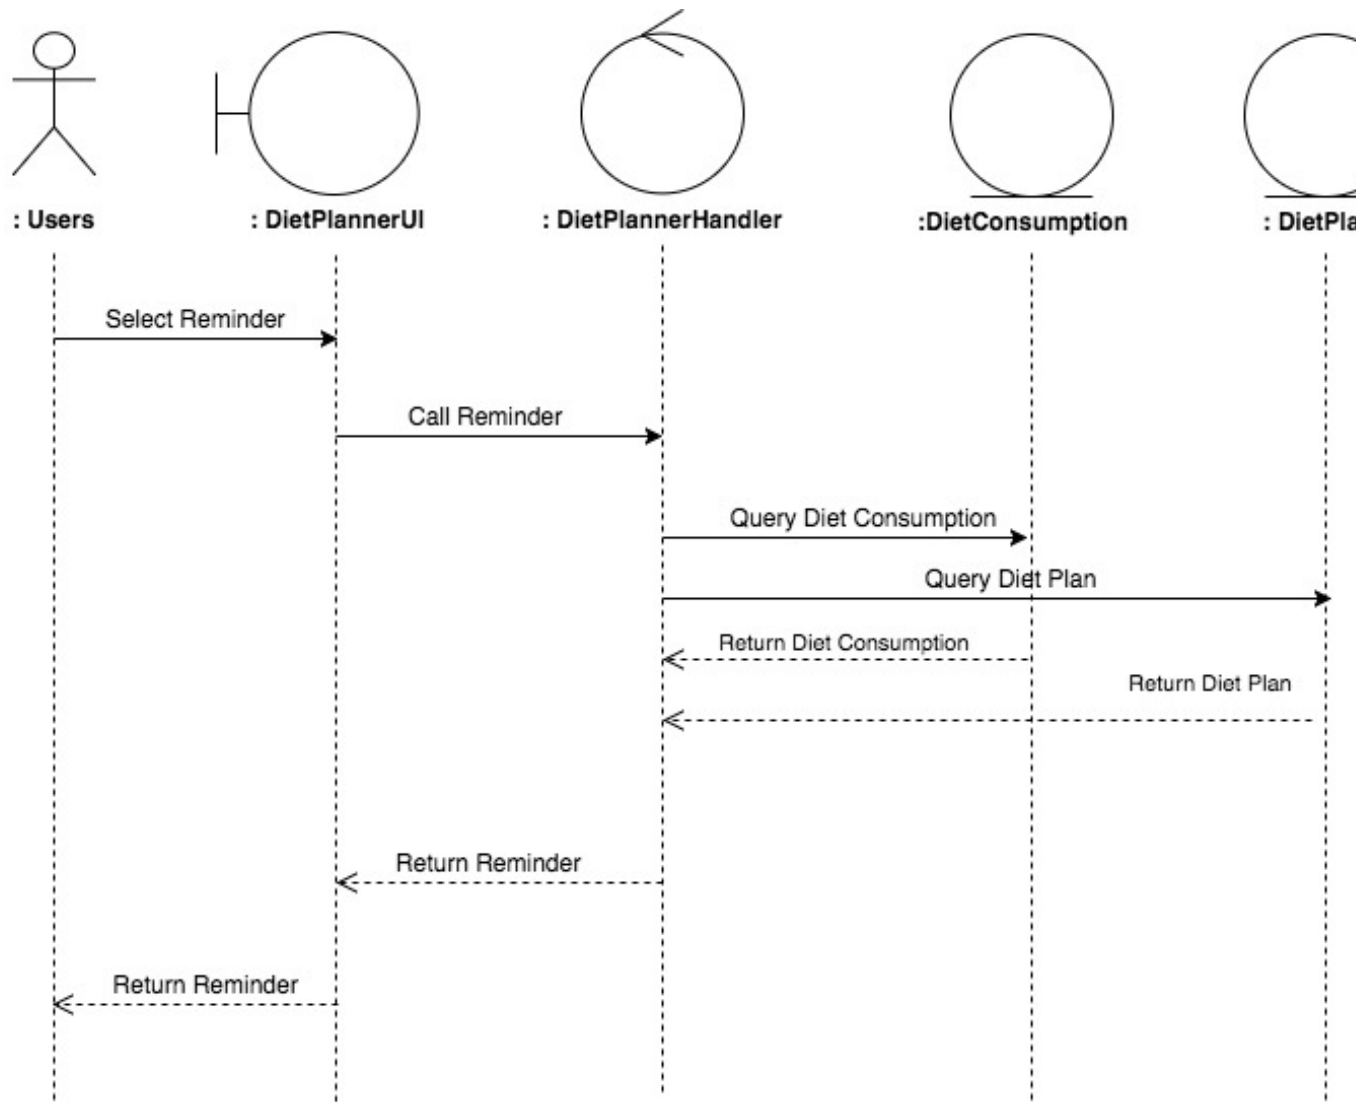 : Users
: DietPlannerUI
: DietPlannerHandler
:DietConsumption
: DietPla
Select Reminder
Call Reminder
Query Diet Consumption
Query Diet Plan
Return Diet Consumption
Return Diet Plan
Return Reminder
Return Reminder